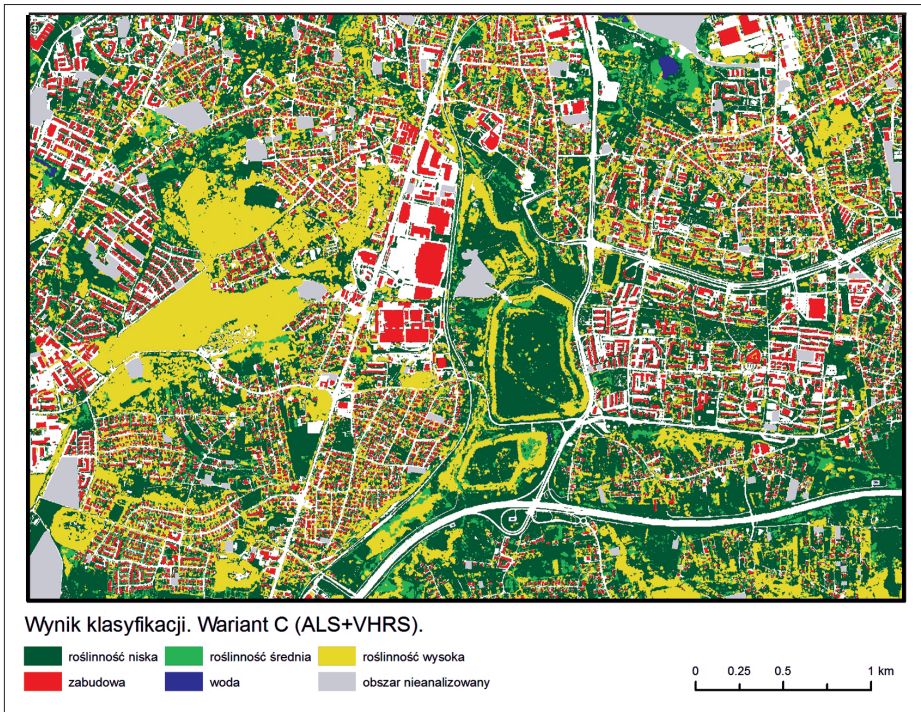 Wynik klasyfikacji. Wariant C (ALS+VHRS).
roślinność niska roślinność średnia roślinność wysoka
zabudowa woda obszar nieanalizowany
0 0.25 0.5 1 km